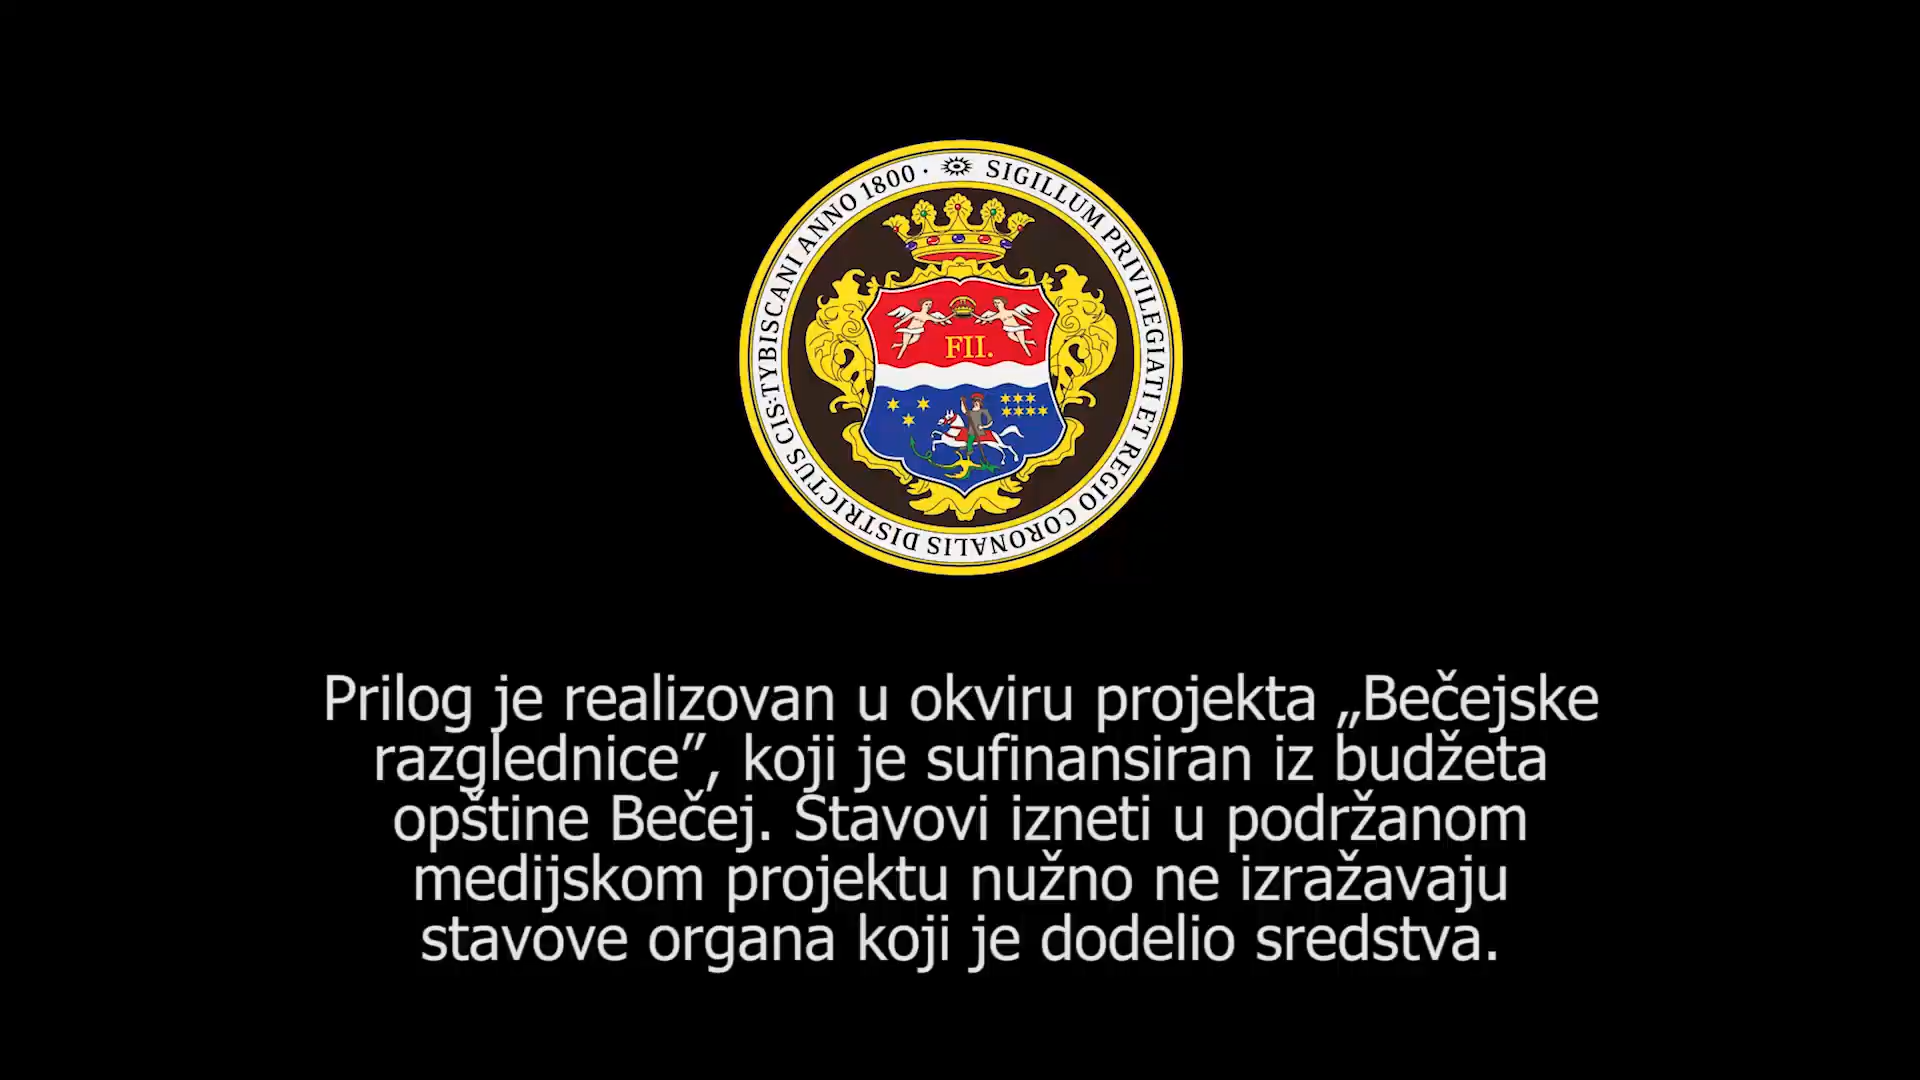 SIGILLUM PRIVILEGIATI ET REGIO CORONALIS DISTRICTUS CIS:TYBISCANI ANNO 1800 ·
FII.
Prilog je realizovan u okviru projekta „Bečejske
razglednice”, koji je sufinansiran iz budžeta
opštine Bečej. Stavovi izneti u podržanom
medijskom projektu nužno ne izražavaju
stavove organa koji je dodelio sredstva.